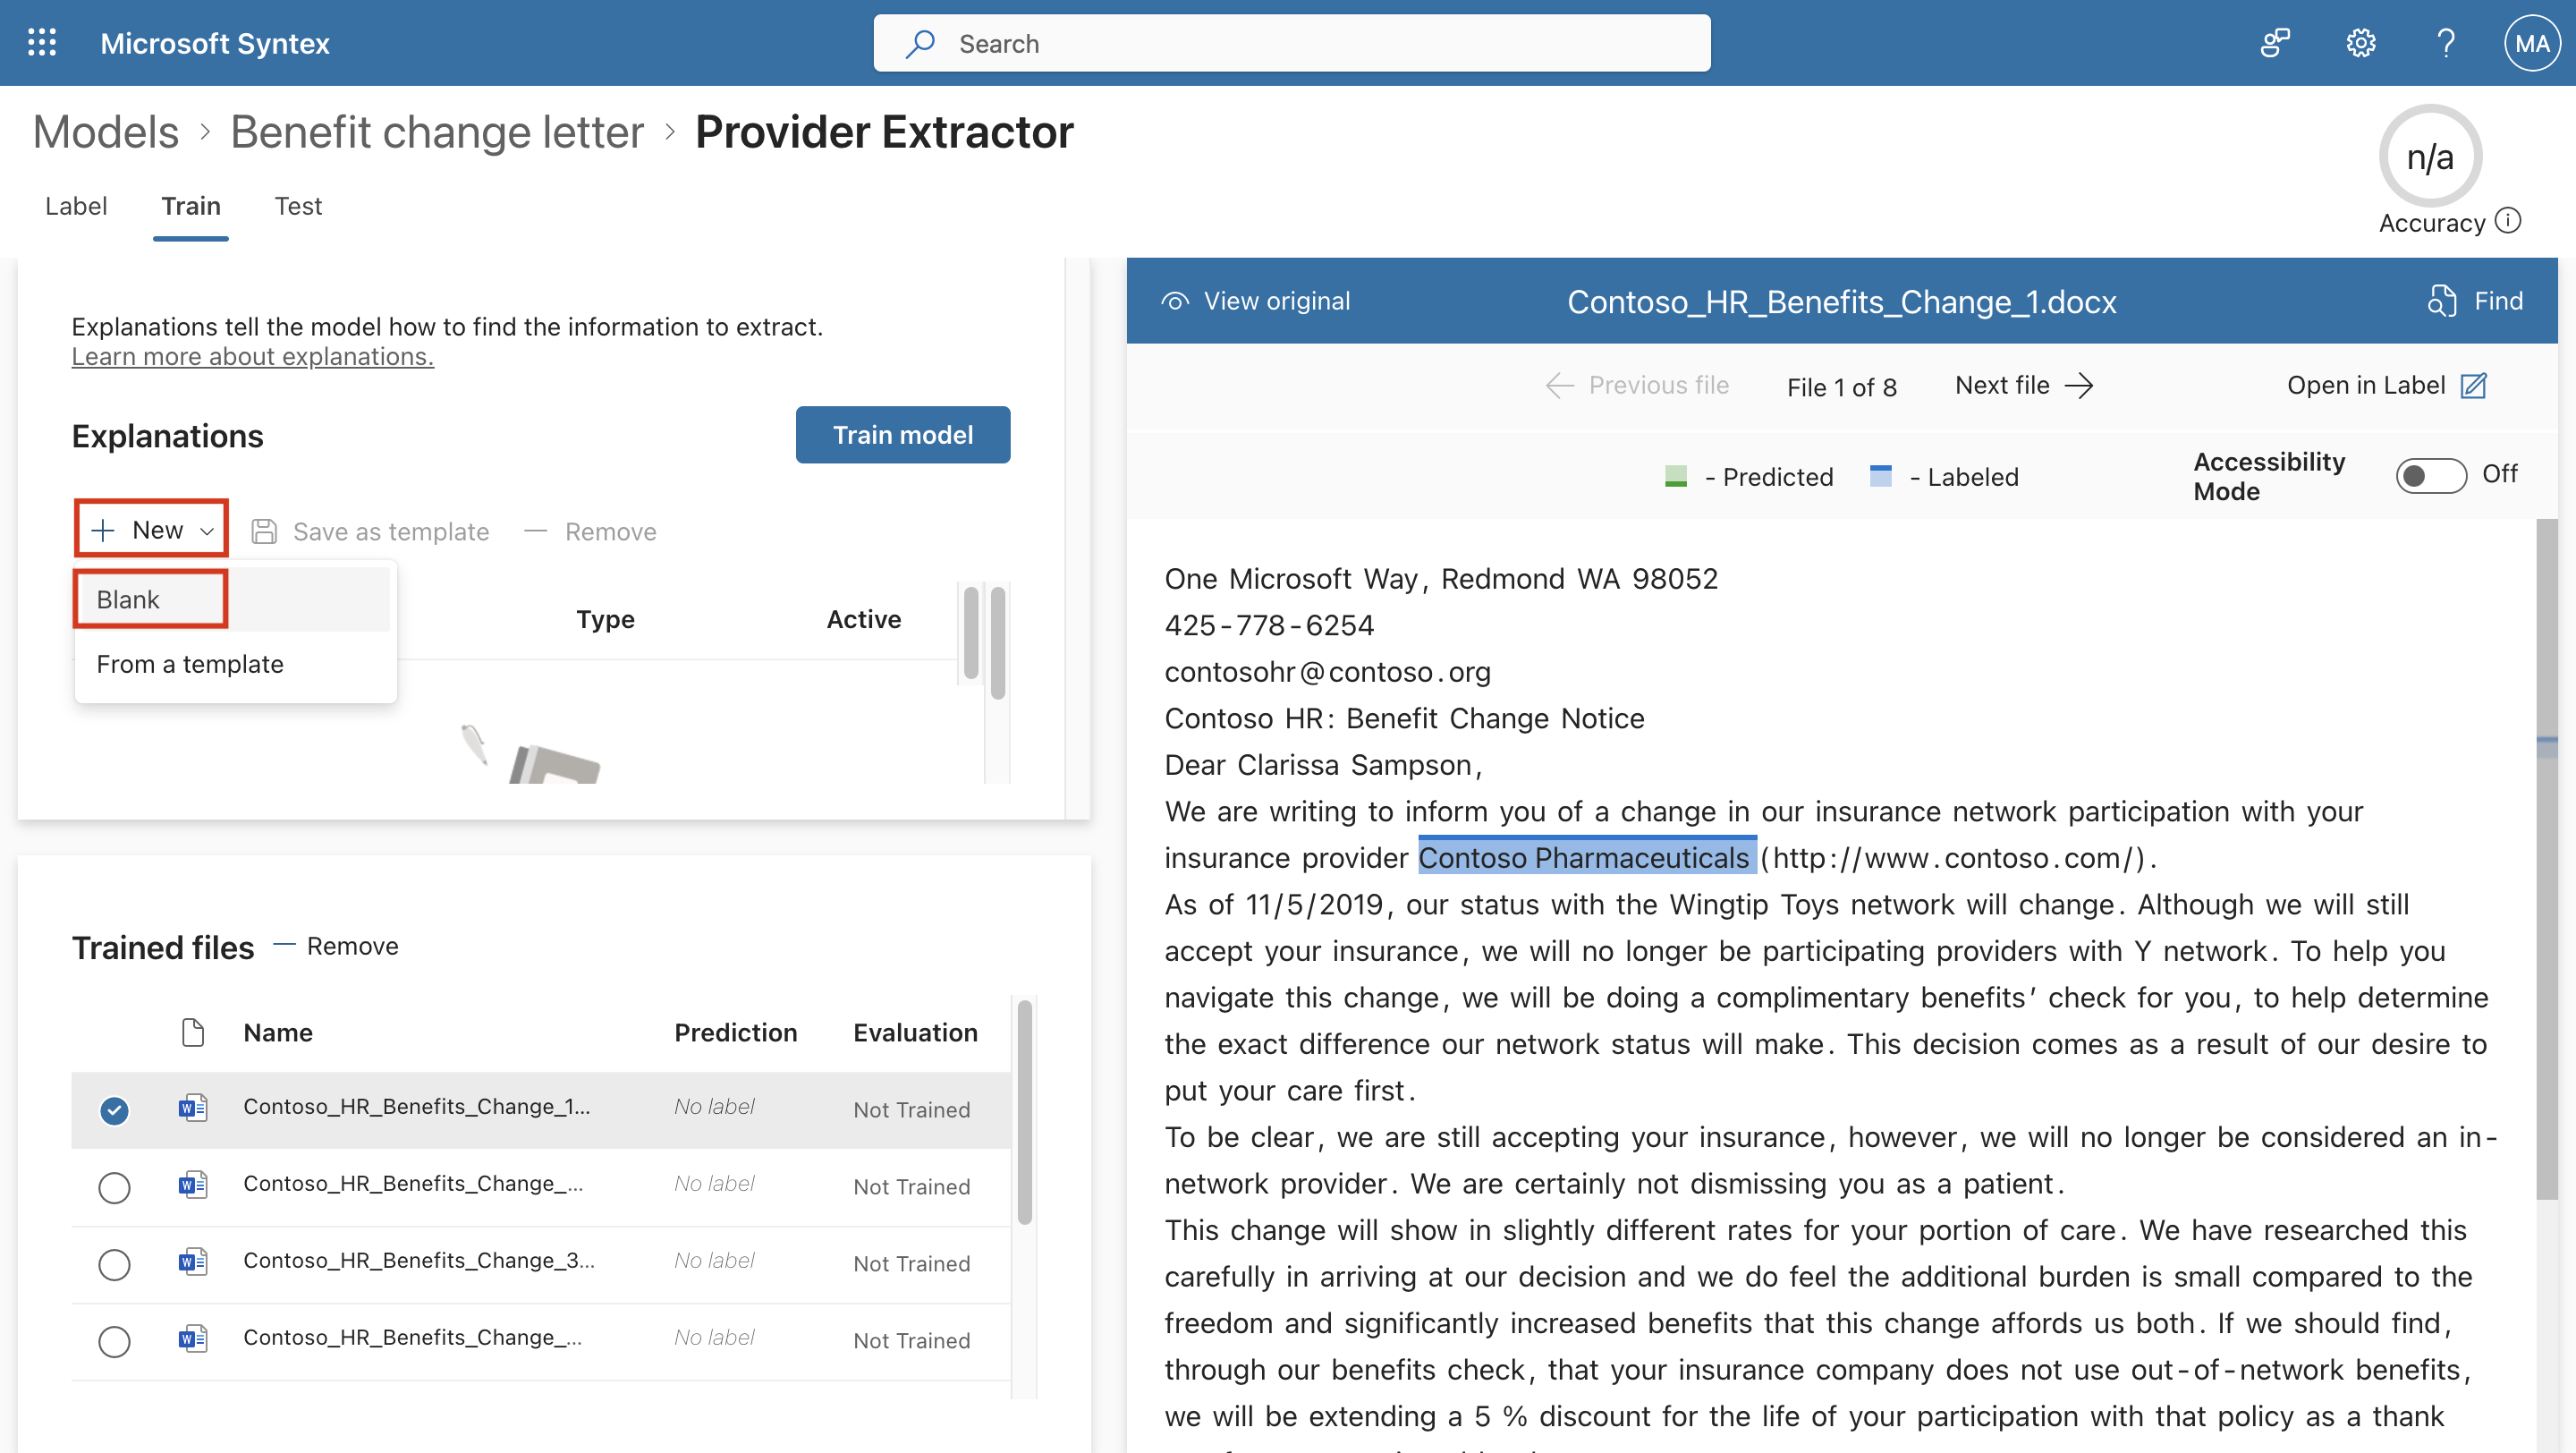 Microsoft Syntex
Search
MA
Models > Benefit change letter > Provider Extractor
n/a
Accuracy
Label
Train
Test
Explanations tell the model how to find the information to extract.
Learn more about explanations.
Explanations
Train model
New
Save as template
Remove
Blank
From a template
Type
Active
Trained files
Remove
Name
Prediction
Evaluation
Contoso_HR_Benefits_Change_1...
No label
Not Trained
Contoso_HR_Benefits_Change_...
No label
Not Trained
Contoso_HR_Benefits_Change_3...
No label
Not Trained
Contoso_HR_Benefits_Change_...
No label
Not Trained
View original
Contoso_HR_Benefits_Change_1.docx
Find
Previous file
File 1 of 8
Next file
Open in Label
- Predicted
- Labeled
Accessibility
Mode
Off
One Microsoft Way, Redmond WA 98052
425-778-6254
contosohr@contoso.org
Contoso HR: Benefit Change Notice
Dear Clarissa Sampson,
We are writing to inform you of a change in our insurance network participation with your
insurance provider Contoso Pharmaceuticals (http://www.contoso.com/).
As of 11/5/2019, our status with the Wingtip Toys network will change. Although we will still
accept your insurance, we will no longer be participating providers with Y network. To help you
navigate this change, we will be doing a complimentary benefits’ check for you, to help determine
the exact difference our network status will make. This decision comes as a result of our desire to
put your care first.
To be clear, we are still accepting your insurance, however, we will no longer be considered an in-
network provider. We are certainly not dismissing you as a patient.
This change will show in slightly different rates for your portion of care. We have researched this
carefully in arriving at our decision and we do feel the additional burden is small compared to the
freedom and significantly increased benefits that this change affords us both. If we should find,
through our benefits check, that your insurance company does not use out-of-network benefits,
we will be extending a 5 % discount for the life of your participation with that policy as a thank